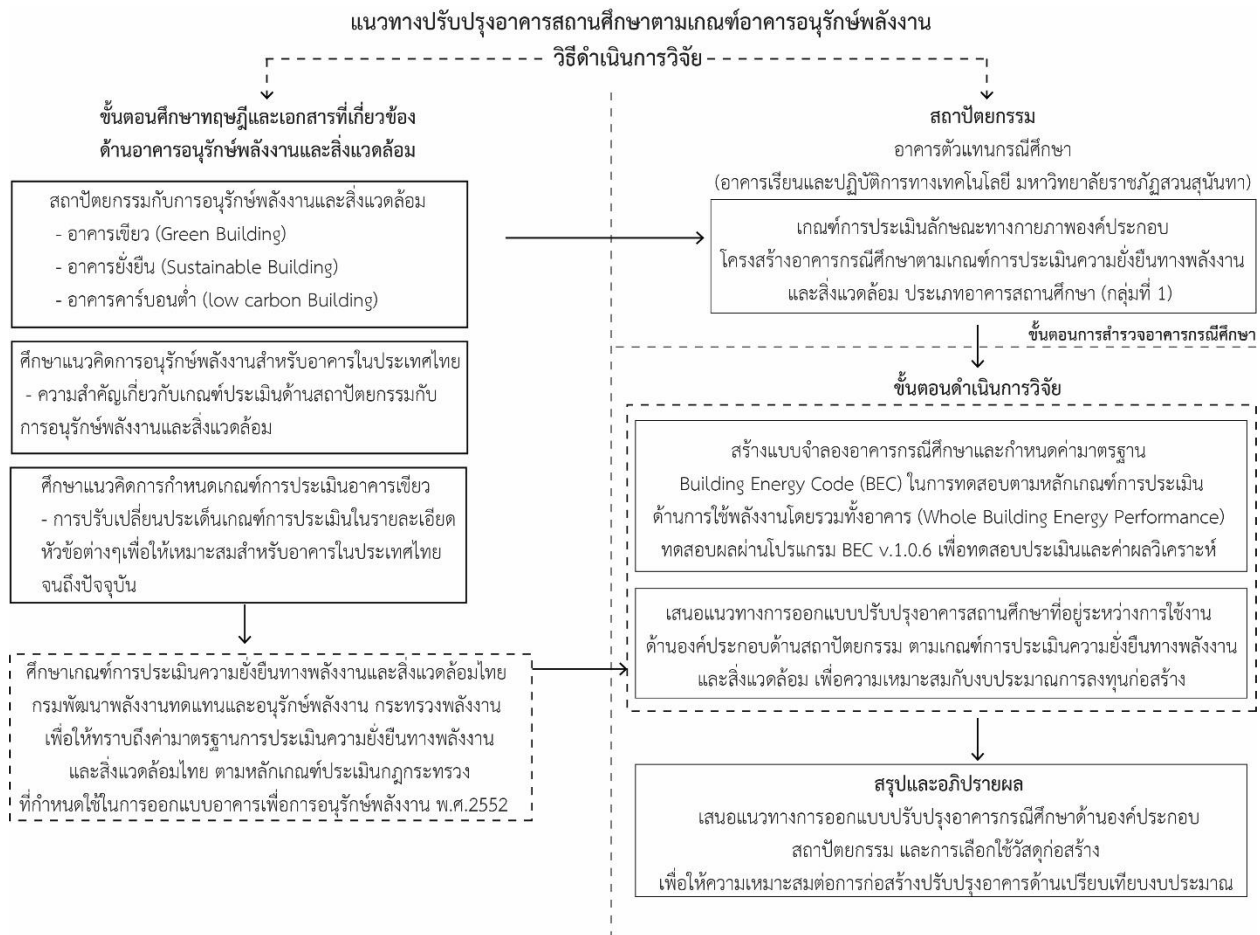 แนวทางปรับปรุงอาคารสถานศึกษาตามเกณฑ์อาคารอนุรักษ์พลังงาน
วิธีดำเนินการวิจัย
ขั้นตอนศึกษาทฤษฎีและเอกสารที่เกี่ยวข้อง
ด้านอาคารอนุรักษ์พลังงานและสิ่งแวดล้อม
สถาปัตยกรรมกับการอนุรักษ์พลังงานและสิ่งแวดล้อม
- อาคารเขียว (Green Building)
- อาคารยั่งยืน (Sustainable Building)
- อาคารคาร์บอนต่ำ (low carbon Building)
ศึกษาแนวคิดการอนุรักษ์พลังงานสำหรับอาคารในประเทศไทย
- ความสำคัญเกี่ยวกับเกณฑ์ประเมินด้านสถาปัตยกรรมกับ
การอนุรักษ์พลังงานและสิ่งแวดล้อม
ศึกษาแนวคิดการกำหนดเกณฑ์การประเมินอาคารเขียว
- การปรับเปลี่ยนประเด็นเกณฑ์การประเมินในรายละเอียด
หัวข้อต่างๆเพื่อให้เหมาะสมสำหรับอาคารในประเทศไทย
จนถึงปัจจุบัน
ศึกษาเกณฑ์การประเมินความยั่งยืนทางพลังงานและสิ่งแวดล้อมไทย
กรมพัฒนาพลังงานทดแทนและอนุรักษ์พลังงาน กระทรวงพลังงาน
เพื่อให้ทราบถึงค่ามาตรฐานการประเมินความยั่งยืนทางพลังงาน
และสิ่งแวดล้อมไทย ตามหลักเกณฑ์ประเมินกฎกระทรวง
ที่กำหนดใช้ในการออกแบบอาคารเพื่อการอนุรักษ์พลังงาน พ.ศ.2552
สถาปัตยกรรม
อาคารตัวแทนกรณีศึกษา
(อาคารเรียนและปฏิบัติการทางเทคโนโลยี มหาวิทยาลัยราชภัฏสวนสุนันทา)
เกณฑ์การประเมินลักษณะทางกายภาพองค์ประกอบ
โครงสร้างอาคารกรณีศึกษาตามเกณฑ์การประเมินความยั่งยืนทางพลังงาน
และสิ่งแวดล้อม ประเภทอาคารสถานศึกษา (กลุ่มที่ 1)
ขั้นตอนการสำรวจอาคารกรณีศึกษา
ขั้นตอนดำเนินการวิจัย
สร้างแบบจำลองอาคารกรณีศึกษาและกำหนดค่ามาตรฐาน
Building Energy Code (BEC) ในการทดสอบตามหลักเกณฑ์การประเมิน
ด้านการใช้พลังงานโดยรวมทั้งอาคาร (Whole Building Energy Performance)
ทดสอบผลผ่านโปรแกรม BEC v.1.0.6 เพื่อทดสอบประเมินและค่าผลวิเคราะห์
เสนอแนวทางการออกแบบปรับปรุงอาคารสถานศึกษาที่อยู่ระหว่างการใช้งาน
ด้านองค์ประกอบด้านสถาปัตยกรรม ตามเกณฑ์การประเมินความยั่งยืนทางพลังงาน
และสิ่งแวดล้อม เพื่อความเหมาะสมกับงบประมาณการลงทุนก่อสร้าง
สรุปและอภิปรายผล
เสนอแนวทางการออกแบบปรับปรุงอาคารกรณีศึกษาด้านองค์ประกอบ
สถาปัตยกรรม และการเลือกใช้วัสดุก่อสร้าง
เพื่อให้ความเหมาะสมต่อการก่อสร้างปรับปรุงอาคารด้านเปรียบเทียบงบประมาณ